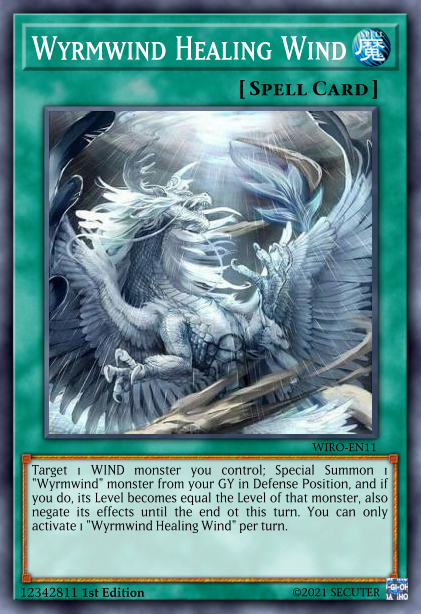 WYRMWIND HEALING WIND
魔
[SPELL CARD]
WIRO-EN11
Target 1 WIND monster you control; Special Summon 1
"Wyrmwind" monster from your GY in Defense Position, and if
you do, its Level becomes equal the Level of that monster, also
negate its effects until the end ot this turn. You can only
activate 1 "Wyrmwind Healing Wind" per turn.
12342811 1st Edition
©2021 SECUTER